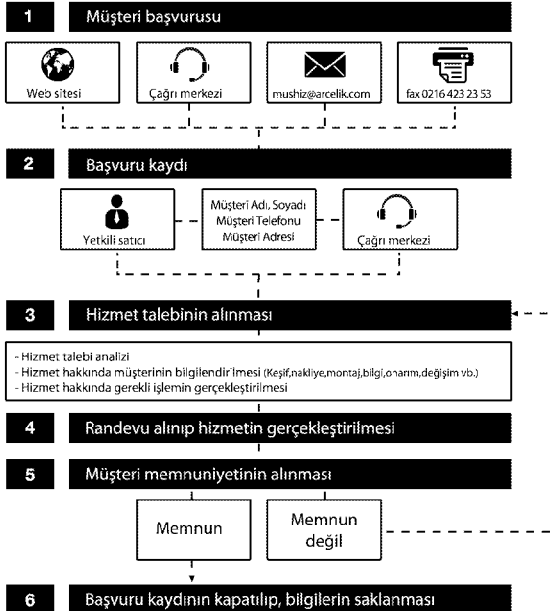 1 Müşteri başvurusu
Web sitesi
Çağrı merkezi
mushiz@arcelik.com
fax 0216 423 23 53
2 Başvuru kaydı
Yetkili satıcı
Müşteri Adı, Soyadı
Müşteri Telefonu
Müşteri Adresi
Çağrı merkezi
3 Hizmet talebinin alınması
- Hizmet talebi analizi
- Hizmet hakkında müşterinin bilgilendirilmesi (Keşif,nakliye,montaj,bilgi,onarım,değişim vb.)
- Hizmet hakkında gerekli işlemin gerçekleştirilmesi
4 Randevu alınıp hizmetin gerçekleştirilmesi
5 Müşteri memnuniyetinin alınması
Memnun
Memnun
değil
6 Başvuru kaydının kapatılıp, bilgilerin saklanması